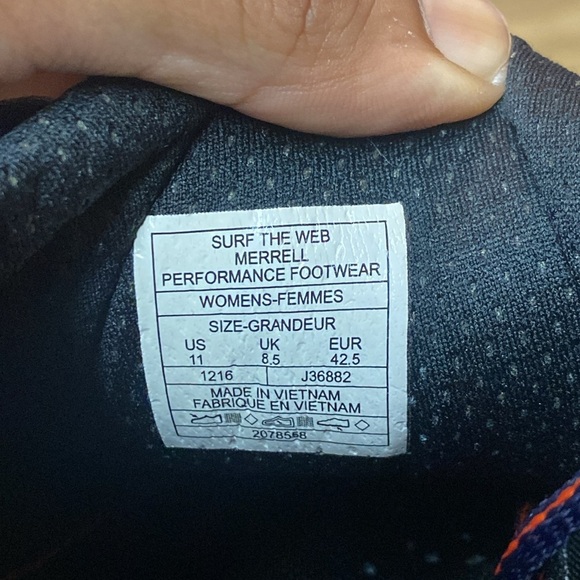 SURF THE WEB
MERRELL
PERFORMANCE FOOTWEAR
WOMENS-FEMMES
SIZE-GRANDEUR
US UK EUR
11 8.5 42.5
1216 J36882
MADE IN VIETNAM
FABRIQUE EN VIETNAM
2078568